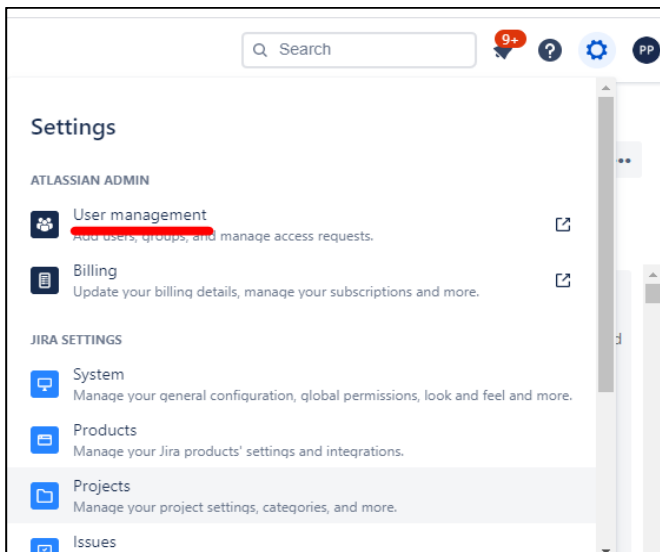 Search
9+
?
PP
Settings
ATLASSIAN ADMIN
User management
Add users, groups, and manage access requests.
Billing
Update your billing details, manage your subscriptions and more.
JIRA SETTINGS
d
System
Manage your general configuration, global permissions, look and feel and more.
Products
Manage your Jira products' settings and integrations.
Projects
Manage your project settings, categories, and more.
Issues